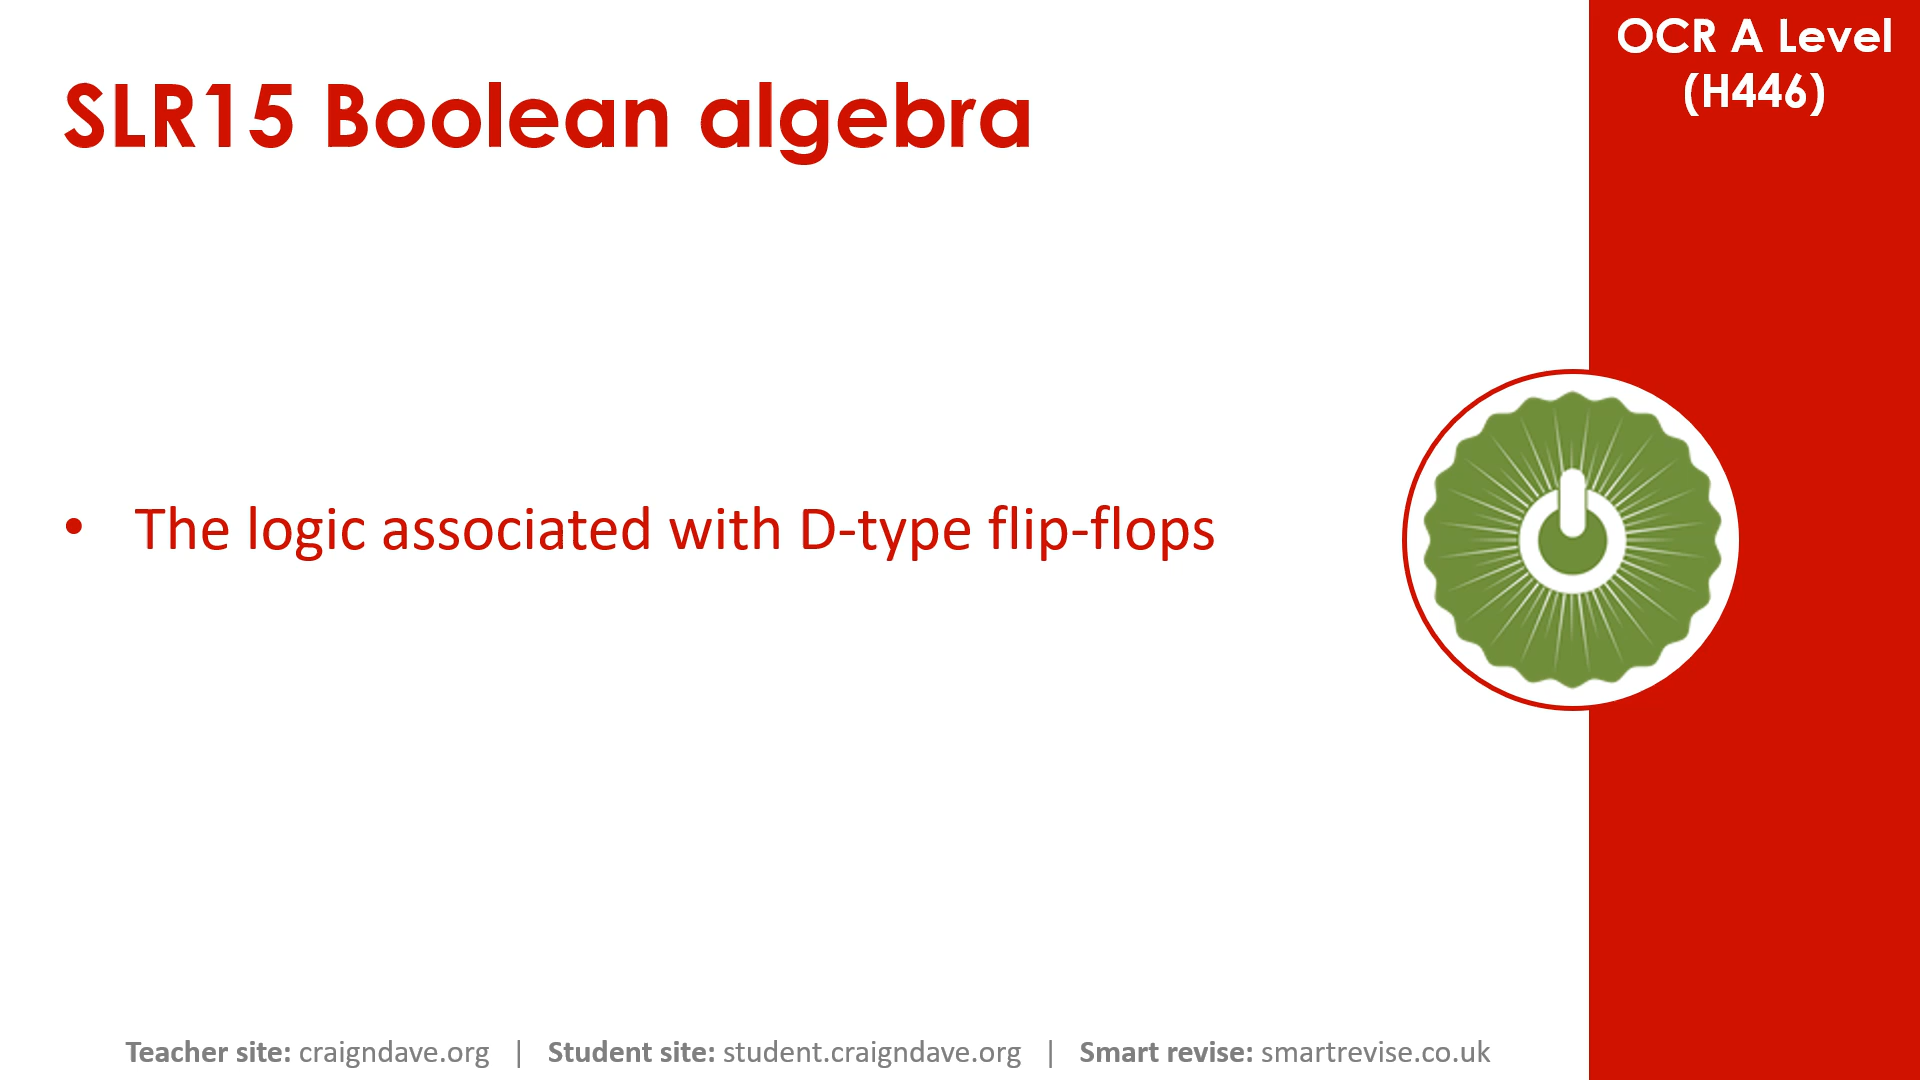 OCR A Level
(H446)
SLR15 Boolean algebra
• The logic associated with D-type flip-flops
Teacher site: craigndave.org | Student site: student.craigndave.org | Smart revise: smartrevise.co.uk